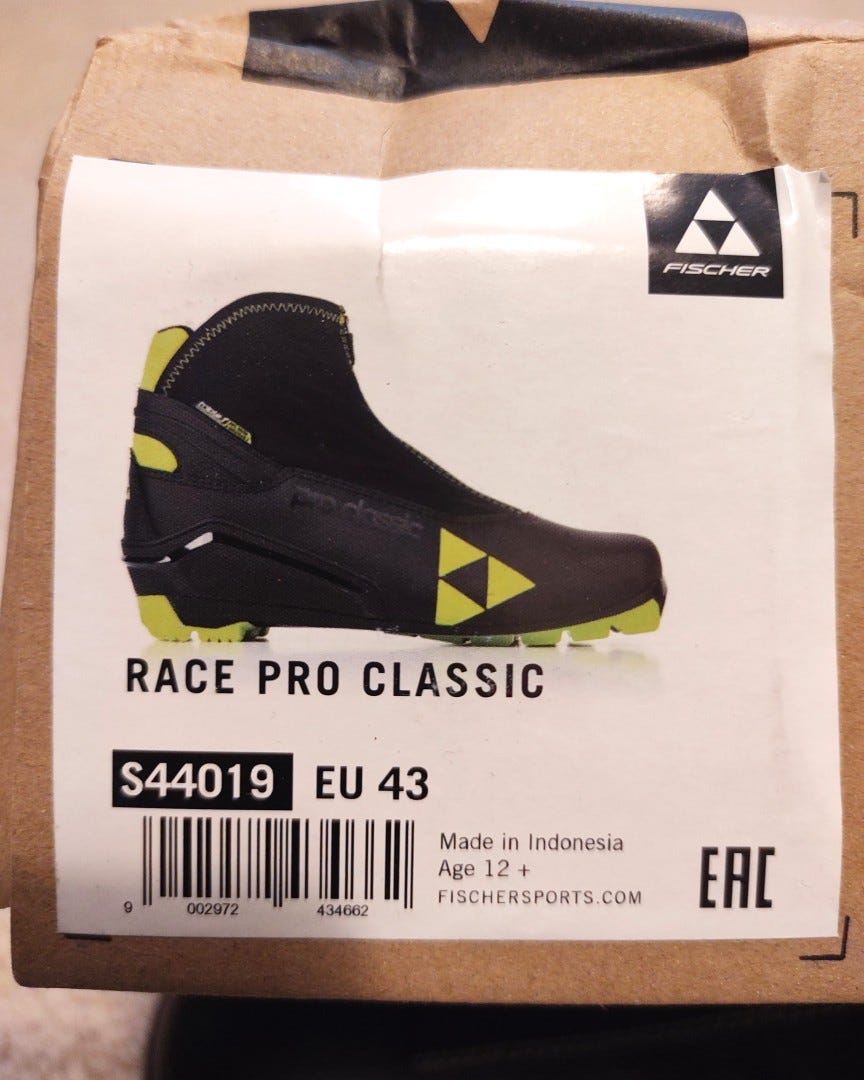 FISCHER
pro classic
RACE PRO CLASSIC
S44019 EU 43
Made in Indonesia
Age 12 +
FISCHERSPORTS.COM
EAC
9 002972 434662